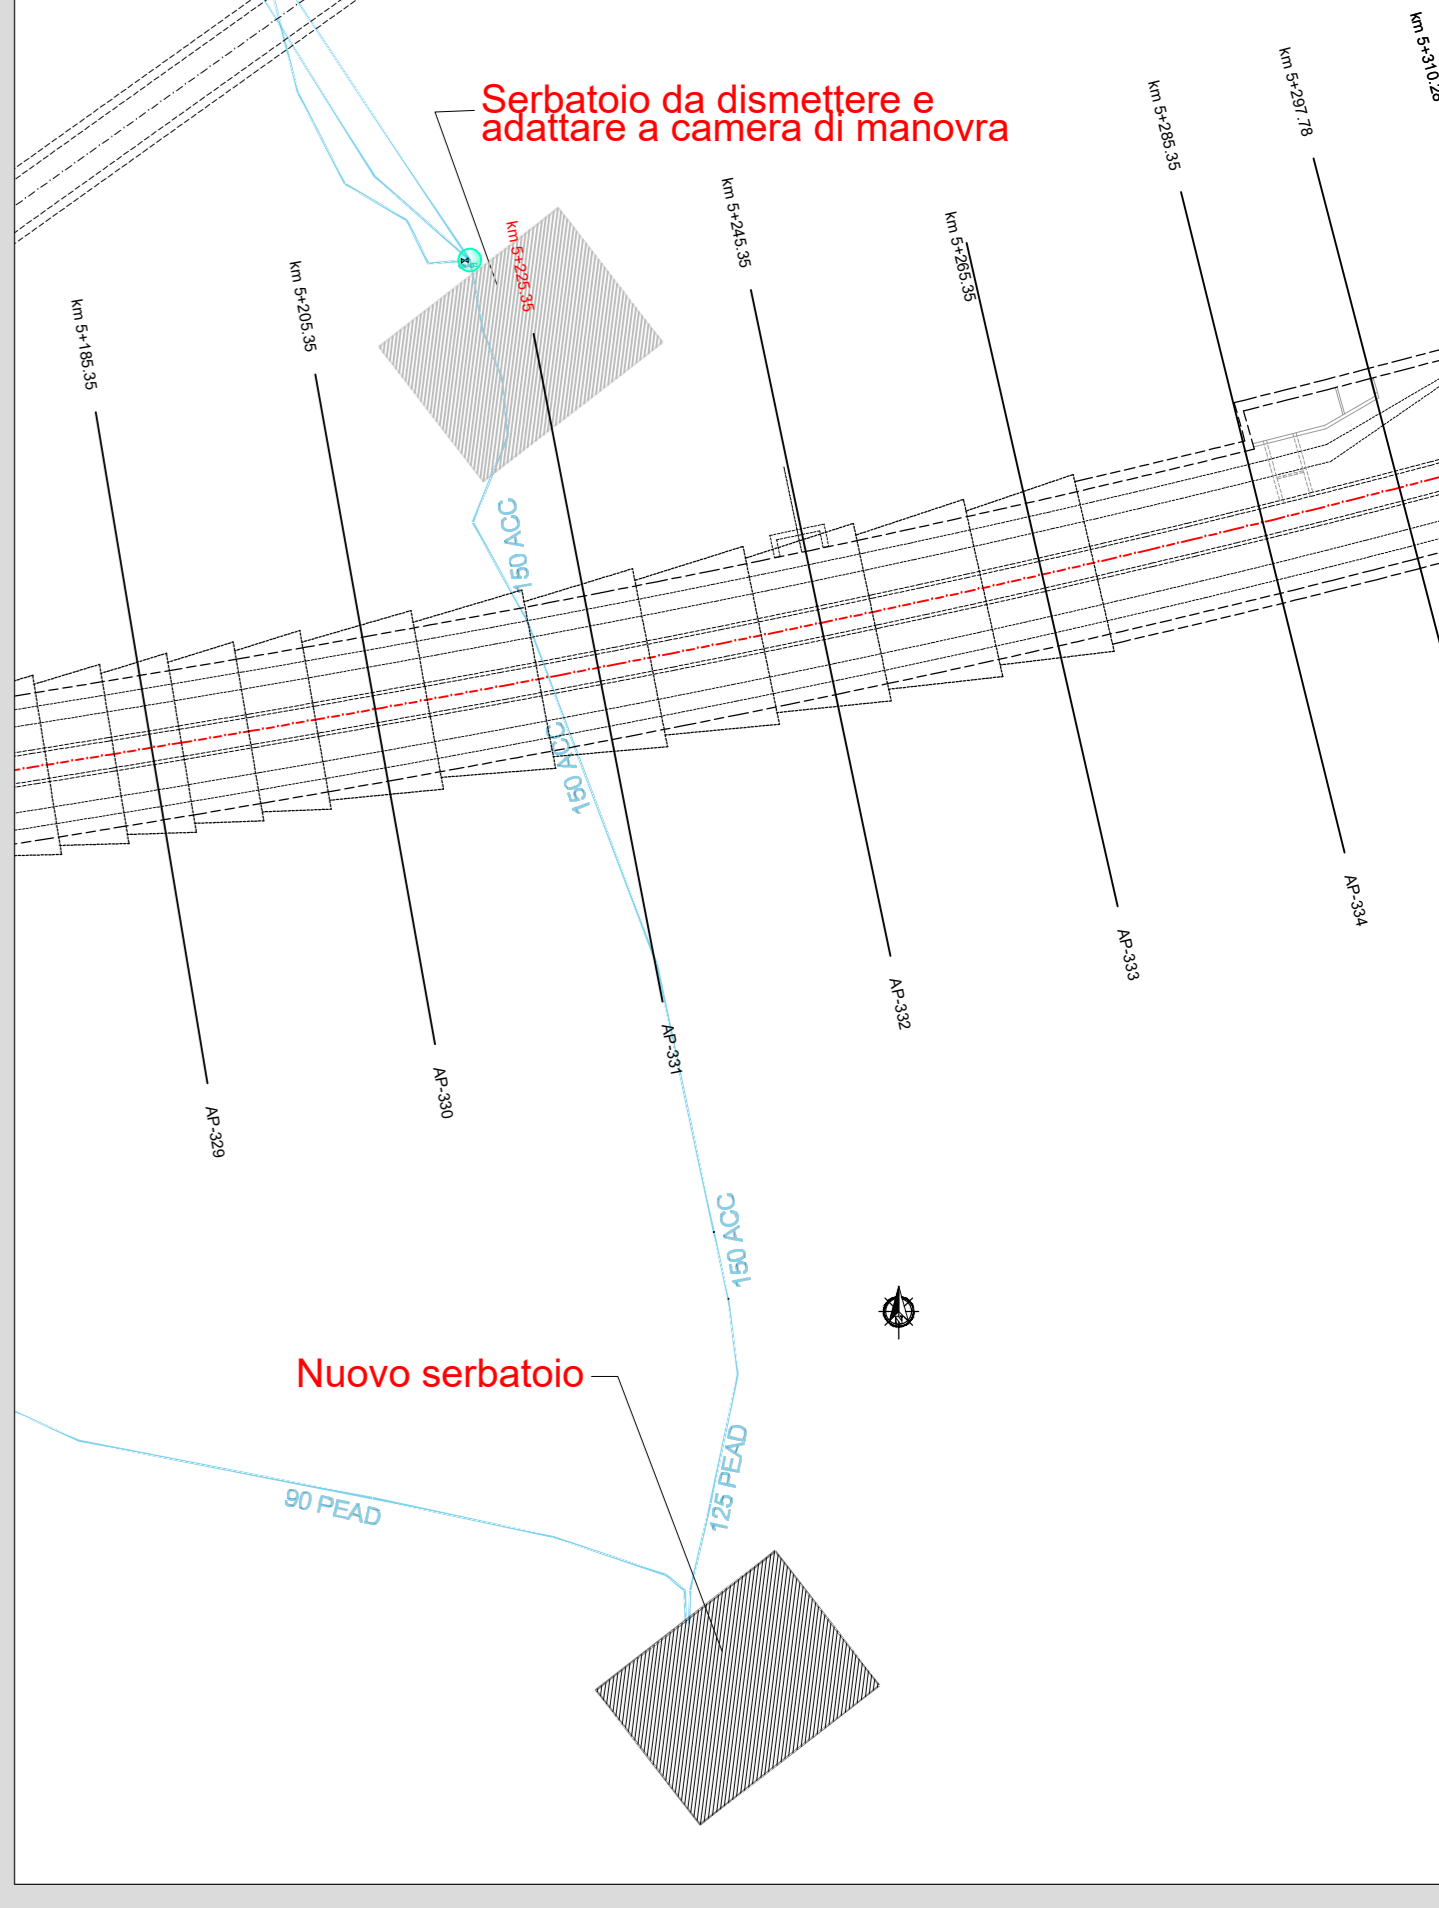 Serbatoio da dismettere e
adattare a camera di manovra
km 5+185.35
km 5+205.35
km 5+225.35
km 5+245.35
km 5+265.35
km 5+285.35
km 5+297.78
km 5+310.28
150 ACC
150 ACC
AP-329
AP-330
AP-331
AP-332
AP-333
AP-334
150 ACC
Nuovo serbatoio
125 PEAD
90 PEAD